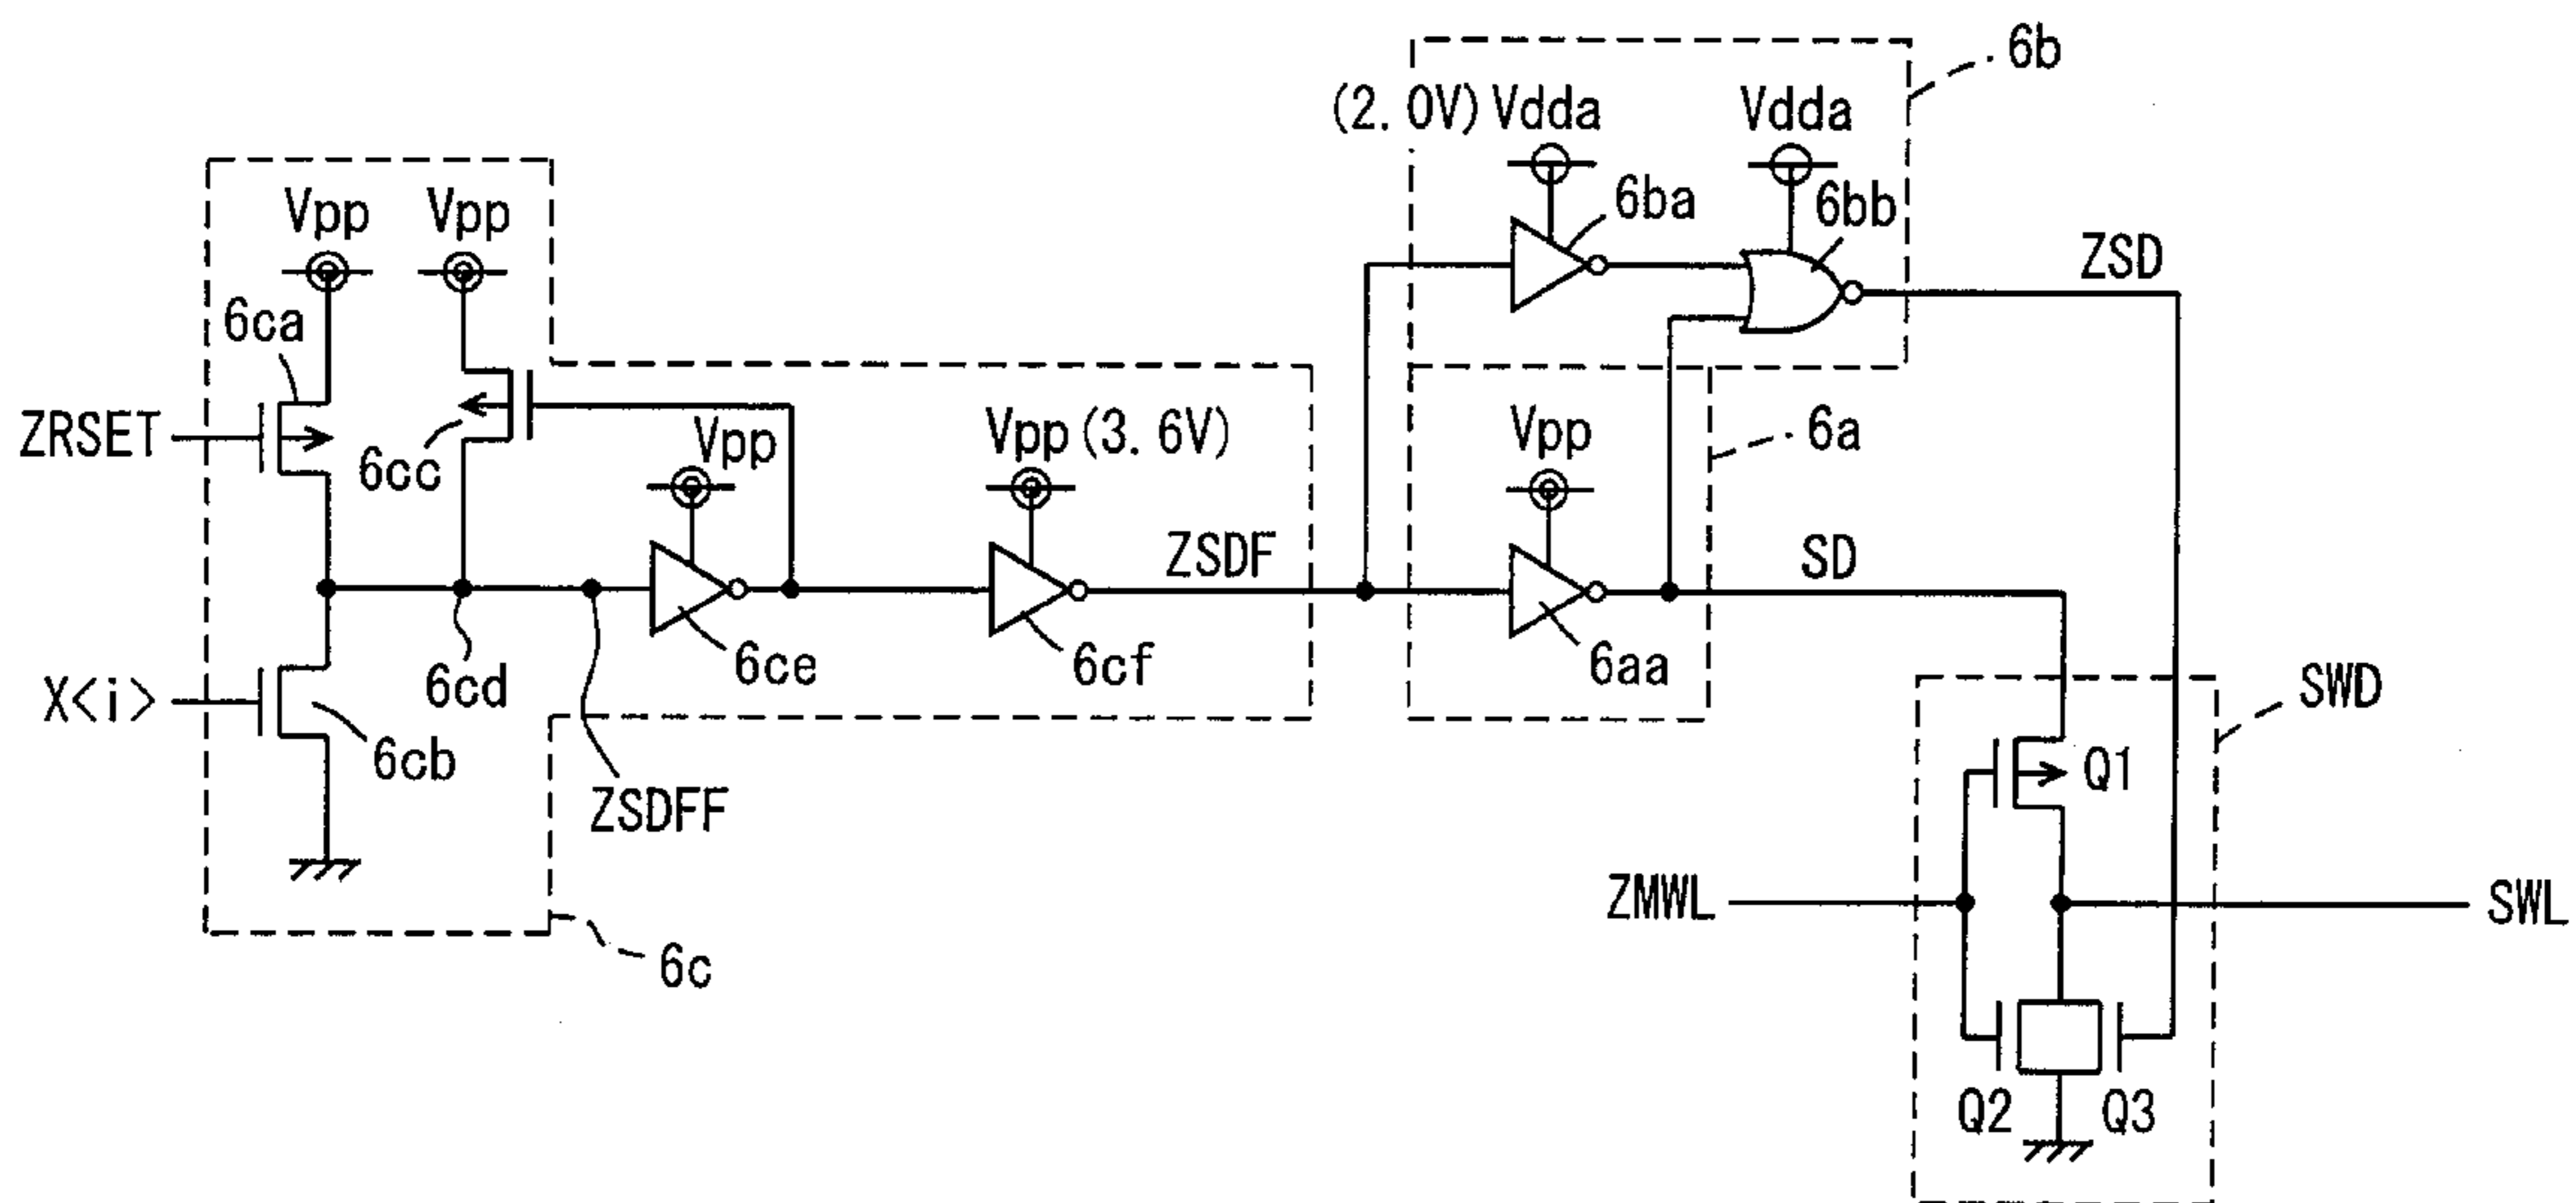 6b
(2. 0V) Vdda
Vdda
6ba
6bb
ZSD
Vpp
Vpp
6ca
ZRSET
6cc
Vpp
Vpp (3. 6V)
Vpp
6a
ZSDF
SD
6ce
6cf
6aa
6cd
X<i>
6cb
ZSDFF
SWD
Q1
ZMWL
SWL
6c
Q2
Q3